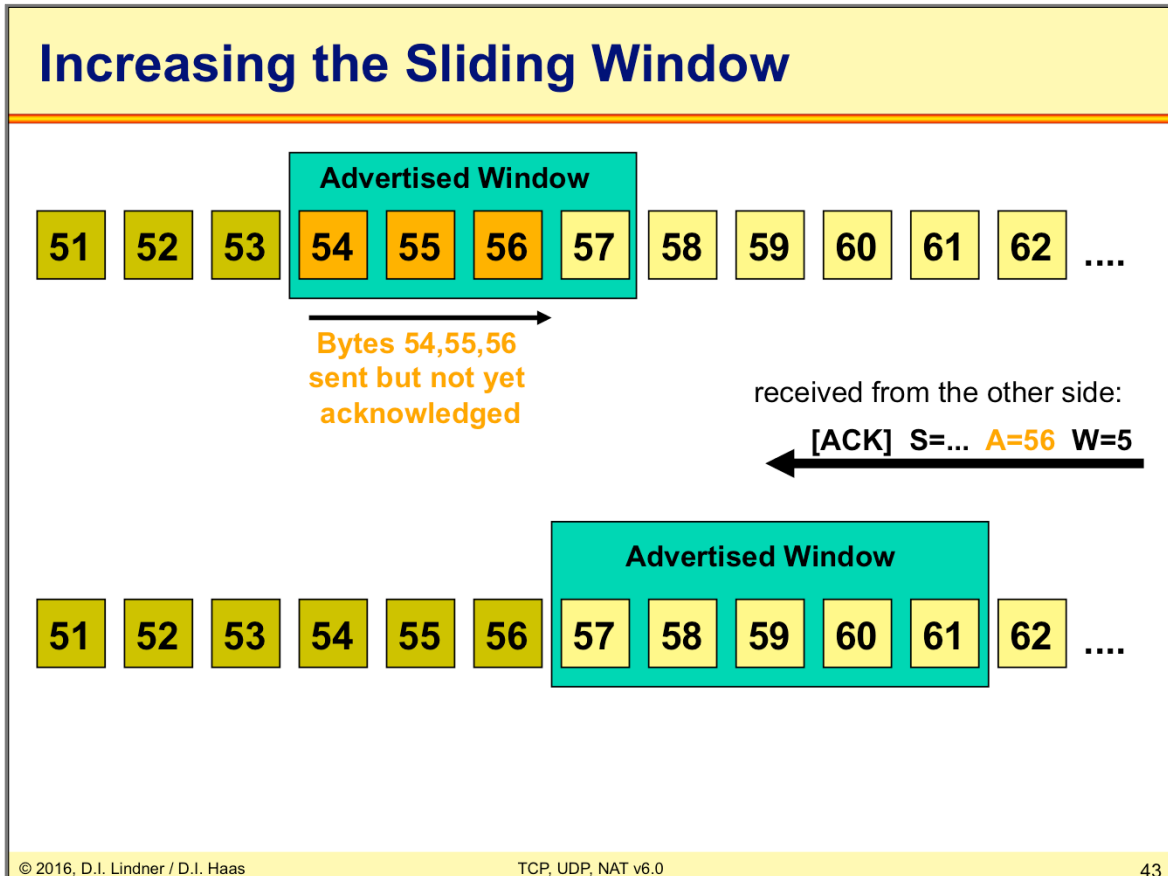 Increasing the Sliding Window
Advertised Window
51 52 53 54 55 56 57 58 59 60 61 62 ....
Bytes 54,55,56
sent but not yet
acknowledged
received from the other side:
[ACK] S=... A=56 W=5
Advertised Window
51 52 53 54 55 56 57 58 59 60 61 62 ....
© 2016, D.I. Lindner / D.I. Haas TCP, UDP, NAT v6.0 43